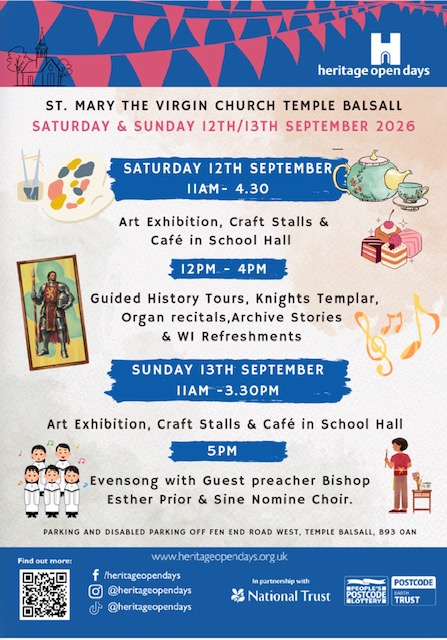 heritage open days
ST. MARY THE VIRGIN CHURCH TEMPLE BALSALL
SATURDAY & SUNDAY 12TH/13TH SEPTEMBER 2026
SATURDAY 12TH SEPTEMBER
11AM- 4.30
Art Exhibition, Craft Stalls &
Café in School Hall
12PM - 4PM
Guided History Tours, Knights Templar,
Organ recitals,Archive Stories
& WI Refreshments
SUNDAY 13TH SEPTEMBER
11AM -3.30PM
Art Exhibition, Craft Stalls & Café in School Hall
5PM
Evensong with Guest preacher Bishop
Esther Prior & Sine Nomine Choir.
PARKING AND DISABLED PARKING OFF FEN END ROAD WEST, TEMPLE BALSALL, B93 0AN
www.heritageopendays.org.uk
Find out more:
/heritageopendays
@heritageopendays
@heritageopendays
In partnership with
National Trust
PEOPLE'S
POSTCODE
LOTTERY
POSTCODE
EARTH
TRUST